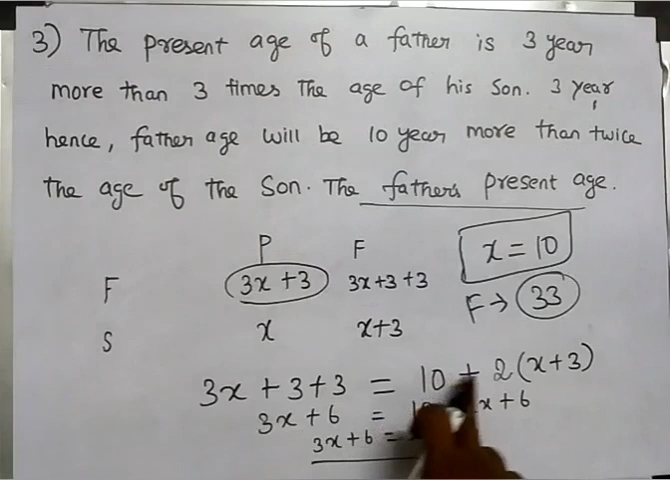 3) The present age of a father is 3 year
more than 3 times The age of his Son. 3 year
hence, father age will be 10 year more than twice
the age of the Son. The fathers present age.
P F
F 3x+3 3x+3+3
S x x+3
x = 10
F → 33
3x+3+3 = 10 + 2(x+3)
3x+6 = x+6
3x+6 =